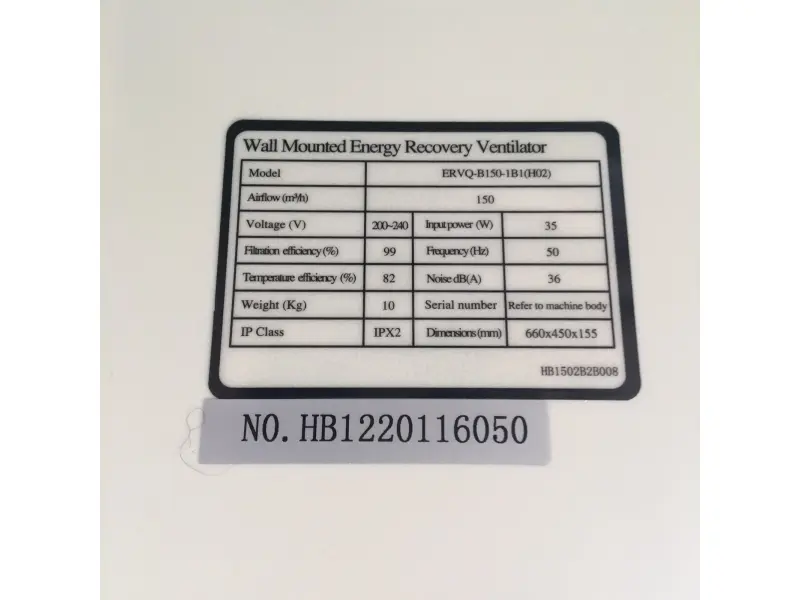 Wall Mounted Energy Recovery Ventilator
Model ERVQ-B150-1B1(H02)
Airflow (m³/h) 150
Voltage (V) 200~240 Input power (W) 35
Filtration efficiency (%) 99 Frequency (Hz) 50
Temperature efficiency (%) 82 Noise dB(A) 36
Weight (Kg) 10 Serial number Refer to machine body
IP Class IPX2 Dimensions (mm) 660x450x155
HB1502B2B008
NO. HB1220116050